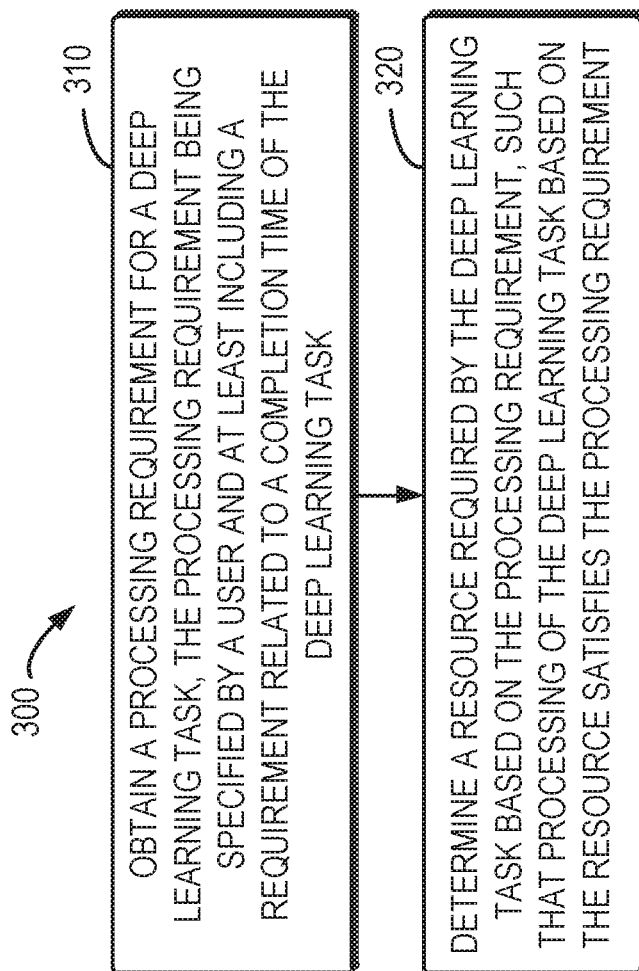 300
310
OBTAIN A PROCESSING REQUIREMENT FOR A DEEP
LEARNING TASK, THE PROCESSING REQUIREMENT BEING
SPECIFIED BY A USER AND AT LEAST INCLUDING A
REQUIREMENT RELATED TO A COMPLETION TIME OF THE
DEEP LEARNING TASK
320
DETERMINE A RESOURCE REQUIRED BY THE DEEP LEARNING
TASK BASED ON THE PROCESSING REQUIREMENT, SUCH
THAT PROCESSING OF THE DEEP LEARNING TASK BASED ON
THE RESOURCE SATISFIES THE PROCESSING REQUIREMENT